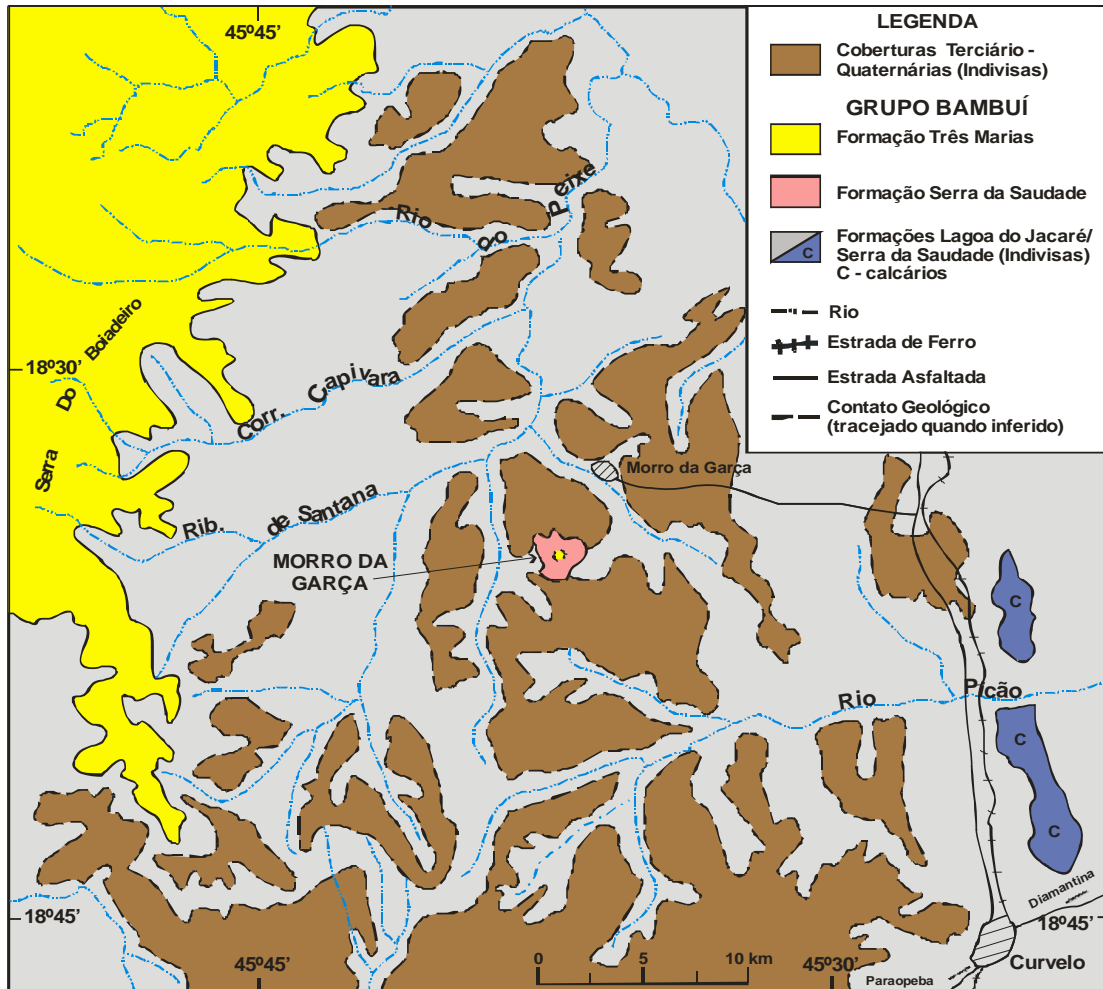 45º45'
LEGENDA
Coberturas Terciário -
Quaternárias (Indivisas)
GRUPO BAMBUÍ
Formação Três Marias
Formação Serra da Saudade
C
Formações Lagoa do Jacaré/
Serra da Saudade (Indivisas)
C - calcários
Rio
Estrada de Ferro
Estrada Asfaltada
Contato Geológico
(tracejado quando inferido)
Rio Do Peixe
18º30'
Serra Do Boiadeiro
Corr. Capivara
Rib. de Santana
Morro da Garça
MORRO DA
GARÇA
C
Rio Picão
C
C
Diamantina
18º45'
18º45'
Curvelo
45º45'
0 5 10 km
45º30'
Paraopeba